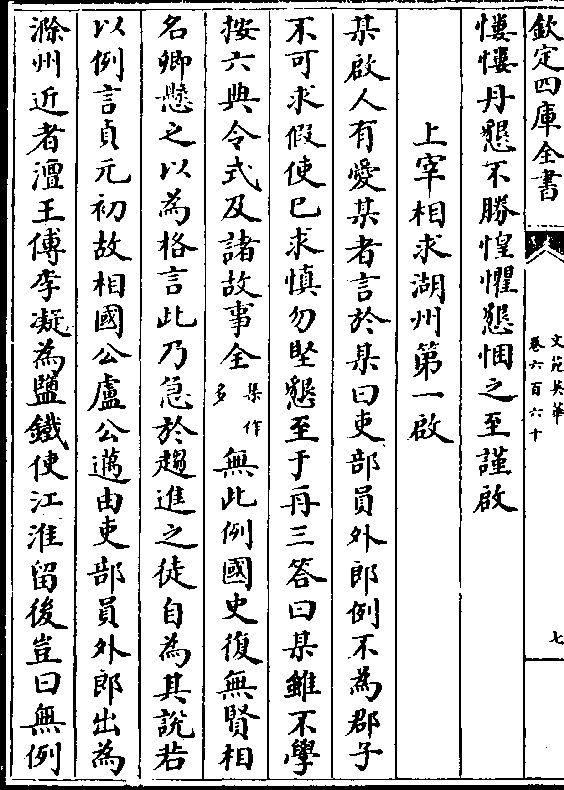 欽定四庫全書
文苑英華
卷六百六十
七
悽悽丹懇不勝惶懼懇悃之至謹啟
上宰相求湖州第一啟
某啟人有愛某者言於某曰吏部員外郎例不為郡子
不可求假使已求慎勿堅懇至于再三答曰某雖不學
按六典令式及諸故事全集作多無此例國史復無賢相
名卿懸之以為格言此乃急於趨進之徒自為其說若
以例言貞元初故相國公盧公邁由吏部員外郎出為
滁州近者澶王傅李凝為鹽鐵使江淮留後豈曰無例